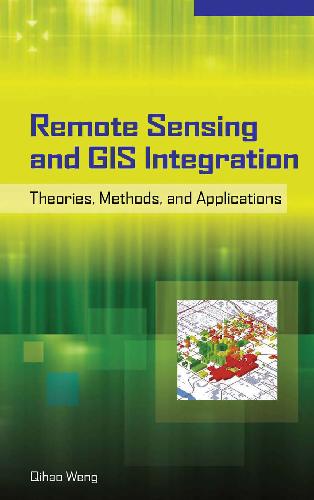 Remote Sensing
and GIS Integration
Theories, Methods, and Applications
Qihao Weng